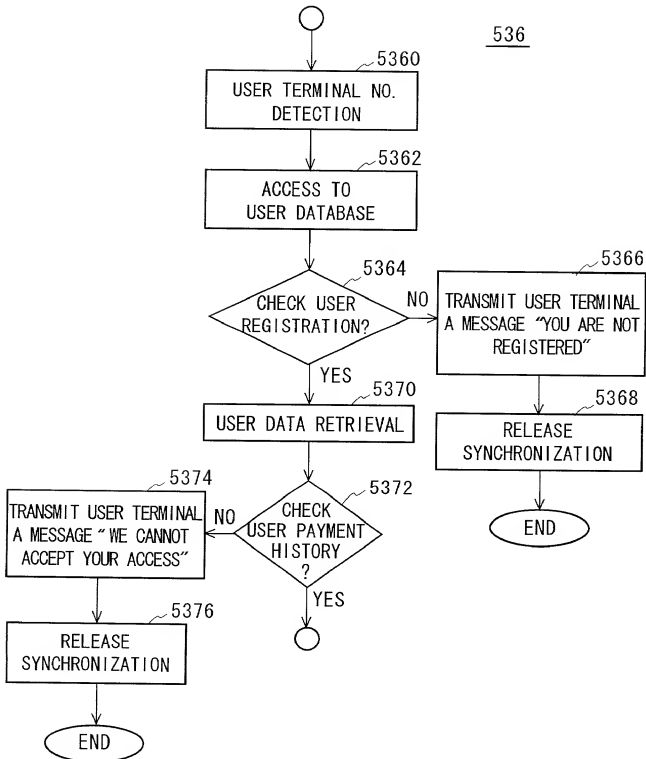 536
5360
USER TERMINAL NO.
DETECTION
5362
ACCESS TO
USER DATABASE
5364
CHECK USER
REGISTRATION?
NO
YES
5366
TRANSMIT USER TERMINAL
A MESSAGE “YOU ARE NOT
REGISTERED”
5368
RELEASE
SYNCHRONIZATION
END
5370
USER DATA RETRIEVAL
5372
CHECK
USER PAYMENT
HISTORY
?
NO
YES
5374
TRANSMIT USER TERMINAL
A MESSAGE “WE CANNOT
ACCEPT YOUR ACCESS”
5376
RELEASE
SYNCHRONIZATION
END